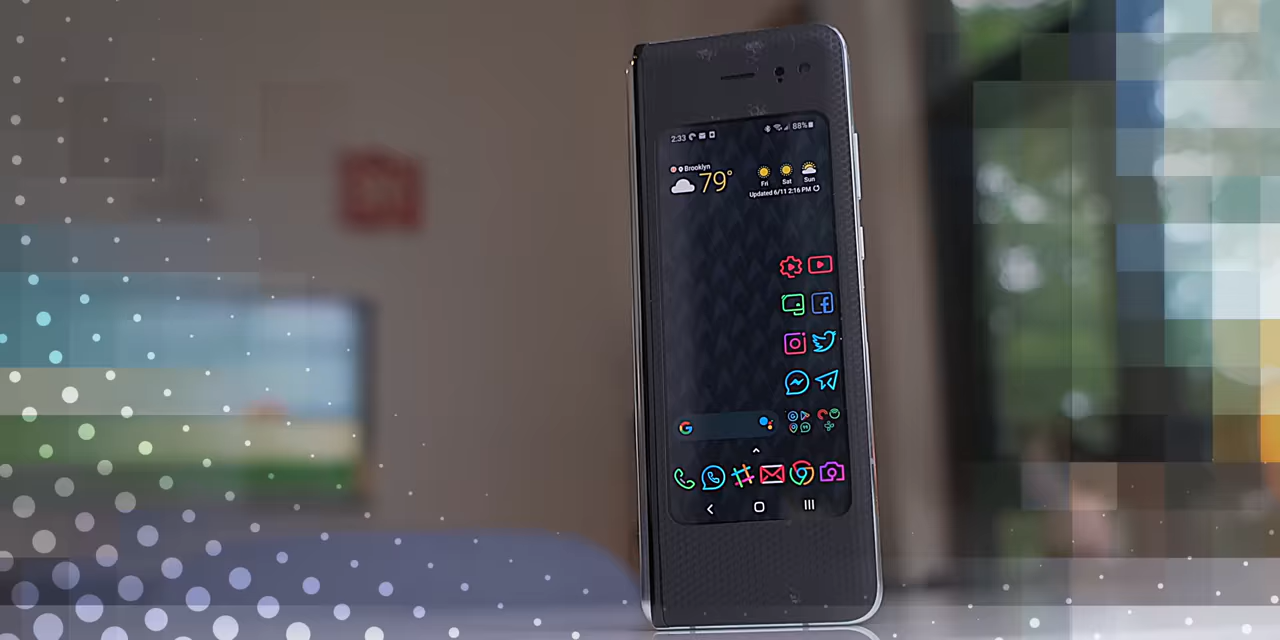 2:33
88%
Brooklyn
79°
Fri Sat Sun
Updated 6/11 2:16 PM